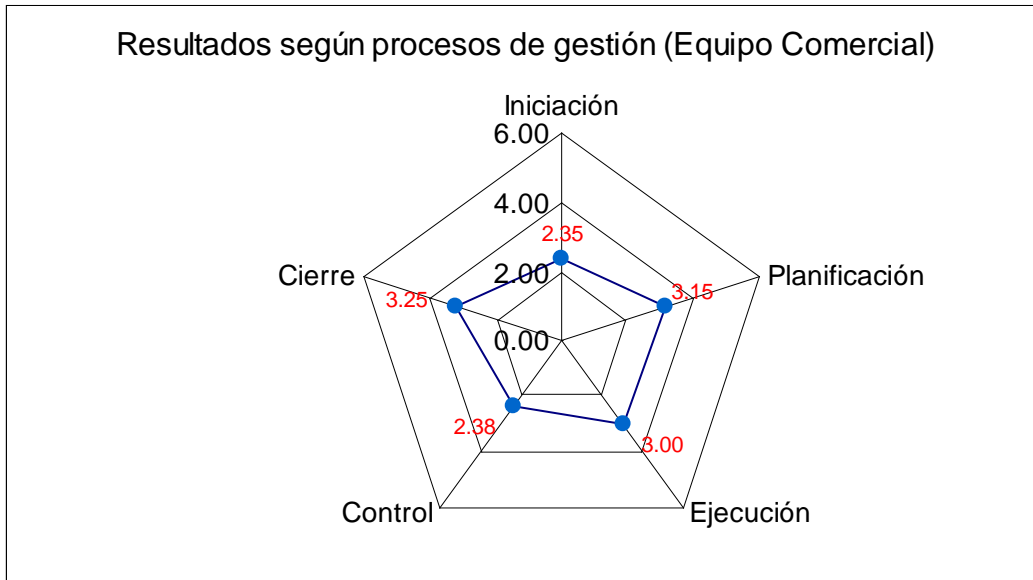 Resultados según procesos de gestión (Equipo Comercial)
Iniciación
6.00
4.00
2.35
2.00
Cierre
Planificación
3.25
3.15
0.00
2.38
3.00
Control
Ejecución